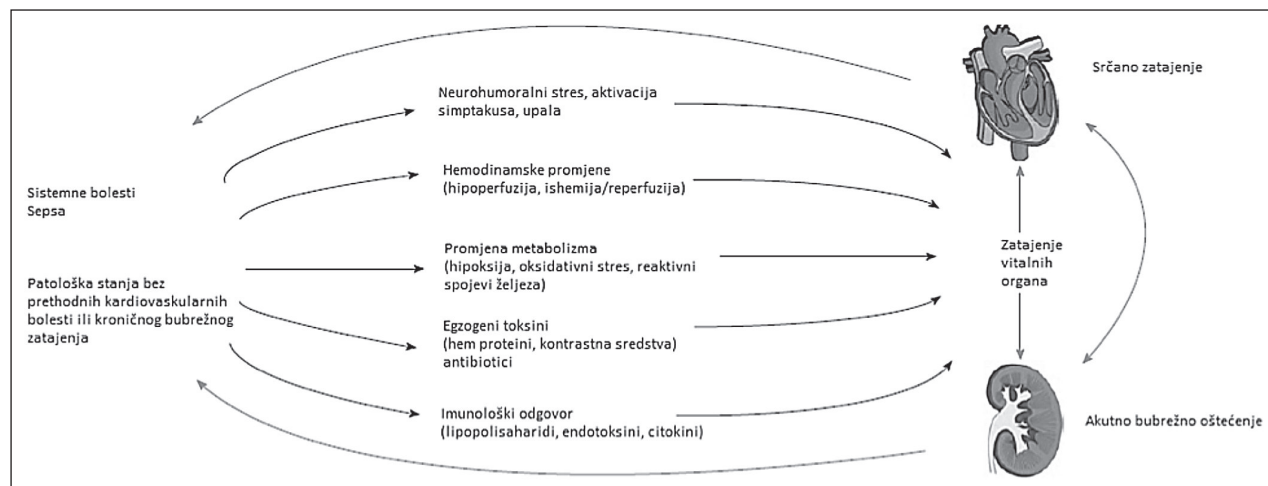 Neurohumoralni stres, aktivacija
simptakusa, upala
Hemodinamske promjene
(hipoperfuzija, ishemija/reperfuzija)
Sistemne bolesti
Sepsa
Promjena metabolizma
(hipoksija, oksidativni stres, reaktivni
spojevi željeza)
Patološka stanja bez
prethodnih kardiovaskularnih
bolesti ili kroničnog bubrežnog
zatajenja
Egzogeni toksini
(hem proteini, kontrastna sredstva)
antibiotici
Imunološki odgovor
(lipopolisaharidi, endotoksini, citokini)
Srčano zatajenje
Zatajenje
vitalnih
organa
Akutno bubrežno oštećenje